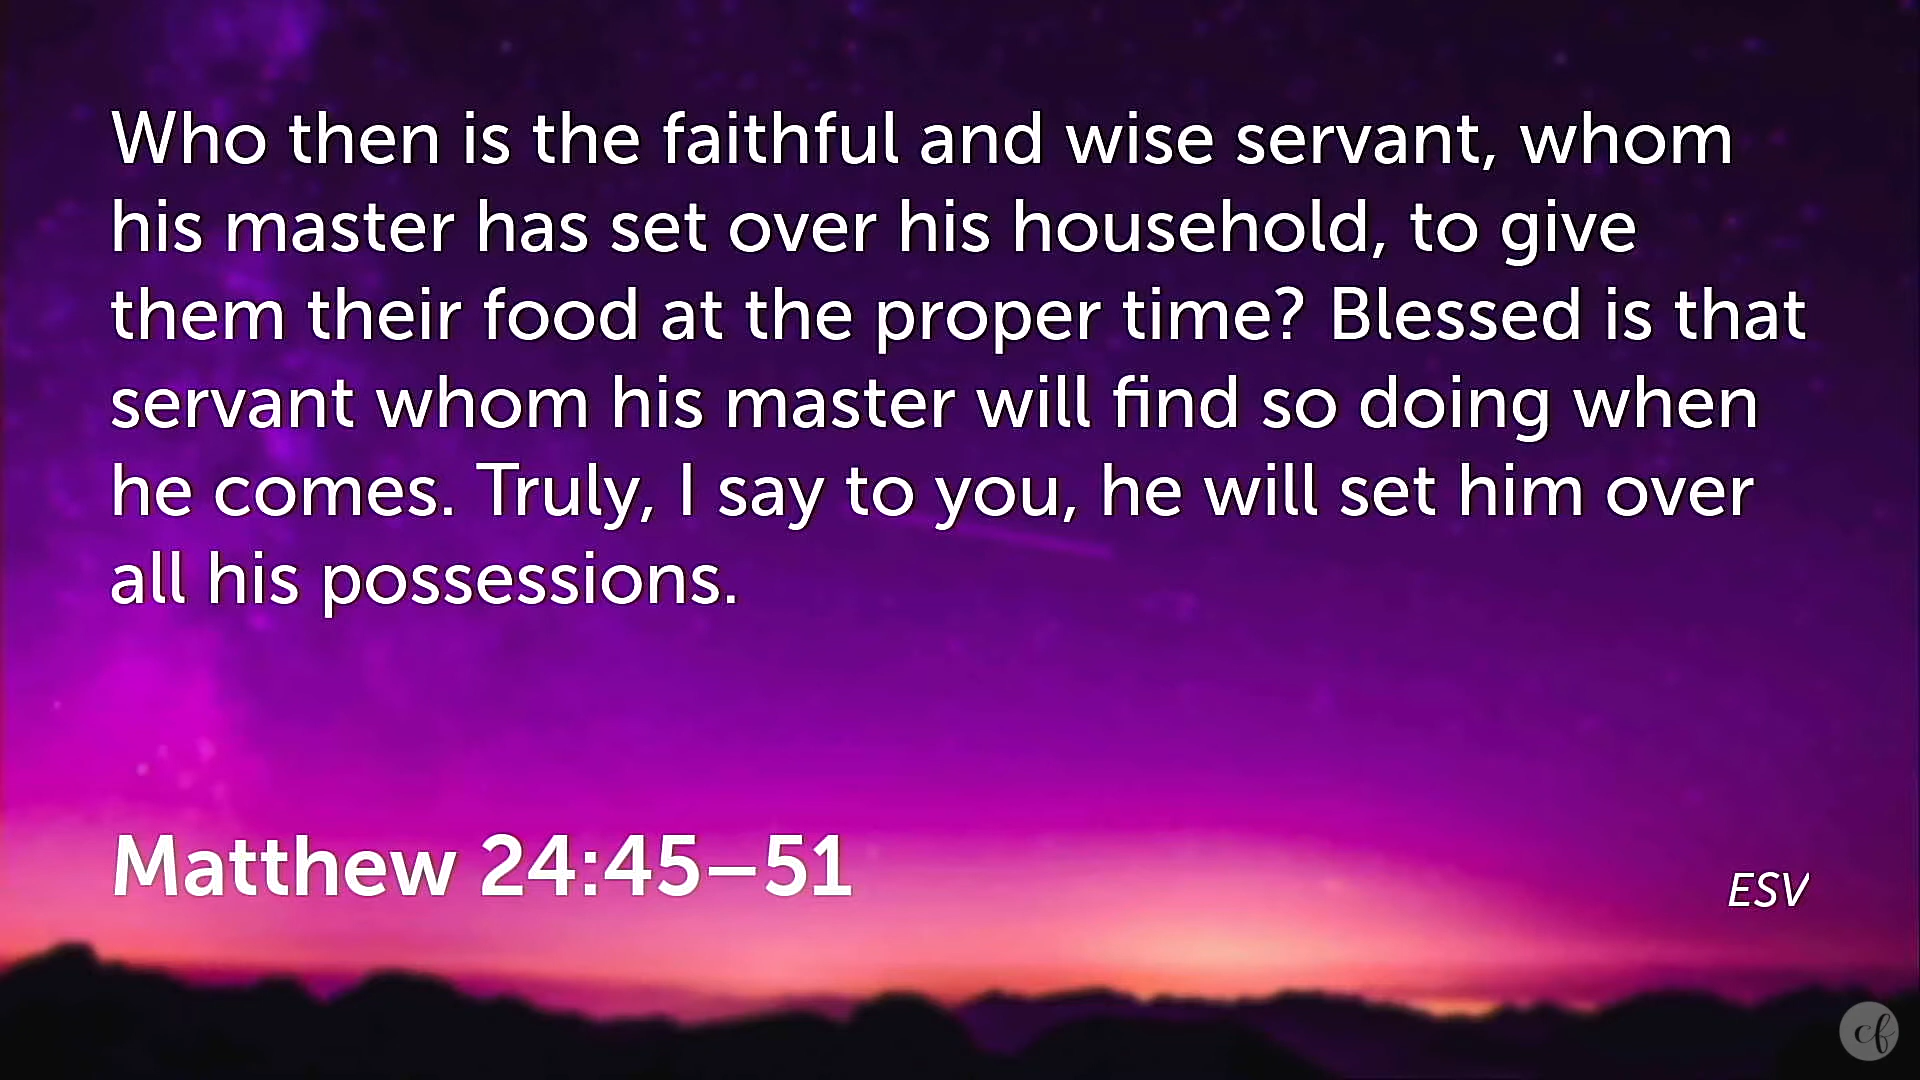 Who then is the faithful and wise servant, whom
his master has set over his household, to give
them their food at the proper time? Blessed is that
servant whom his master will find so doing when
he comes. Truly, I say to you, he will set him over
all his possessions.
Matthew 24:45–51
ESV
cf